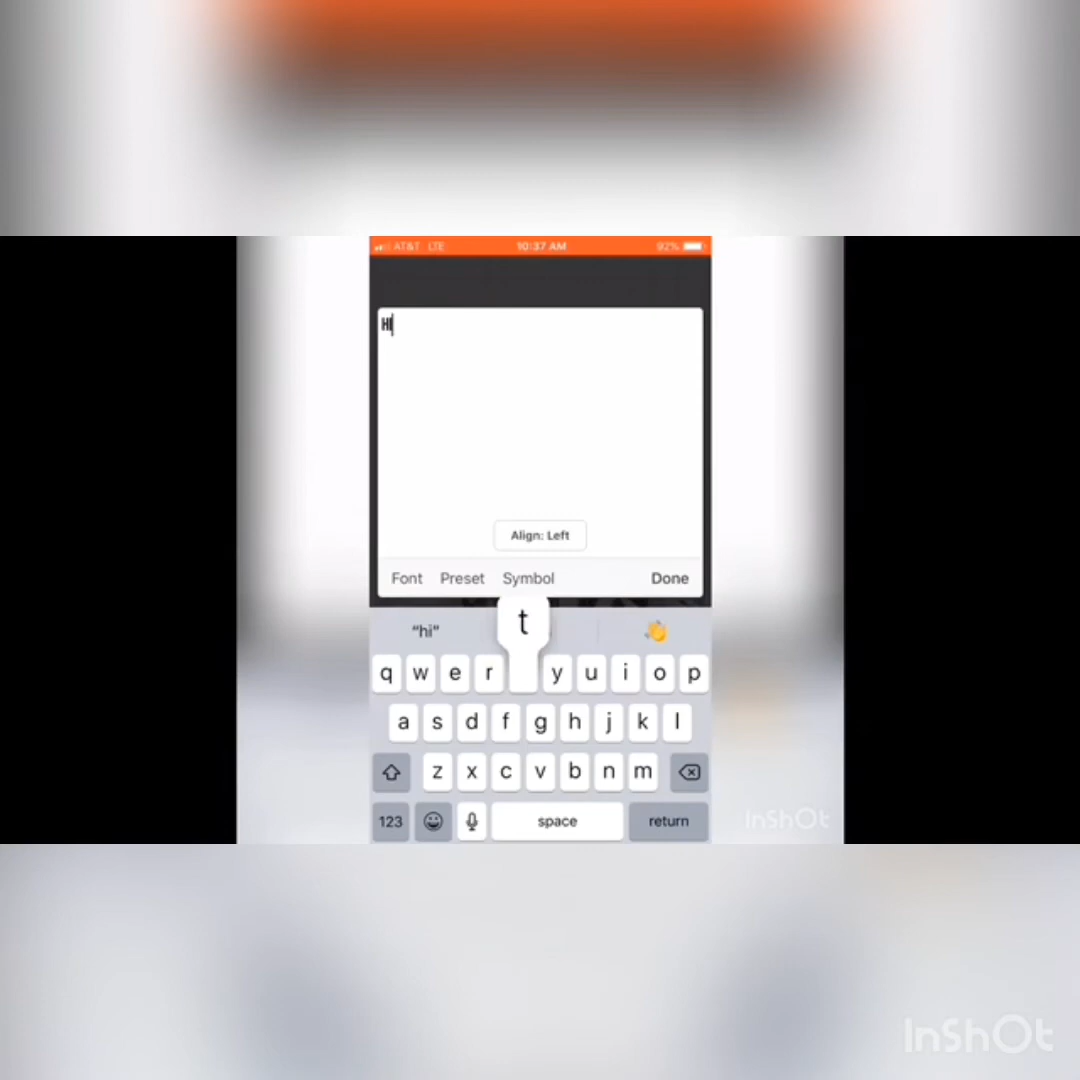 AT&T LTE 10:37 AM 92%
HI
Align: Left
Font Preset Symbol Done
t
“hi” 👋
q w e r y u i o p
a s d f g h j k l
z x c v b n m
123 space return
InShOt
InShOt